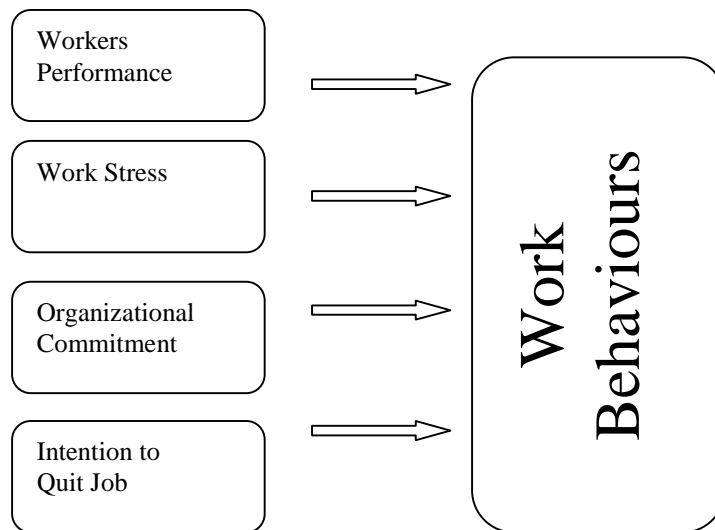 Workers
Performance
Work Stress
Organizational
Commitment
Intention to
Quit Job
Work
Behaviours